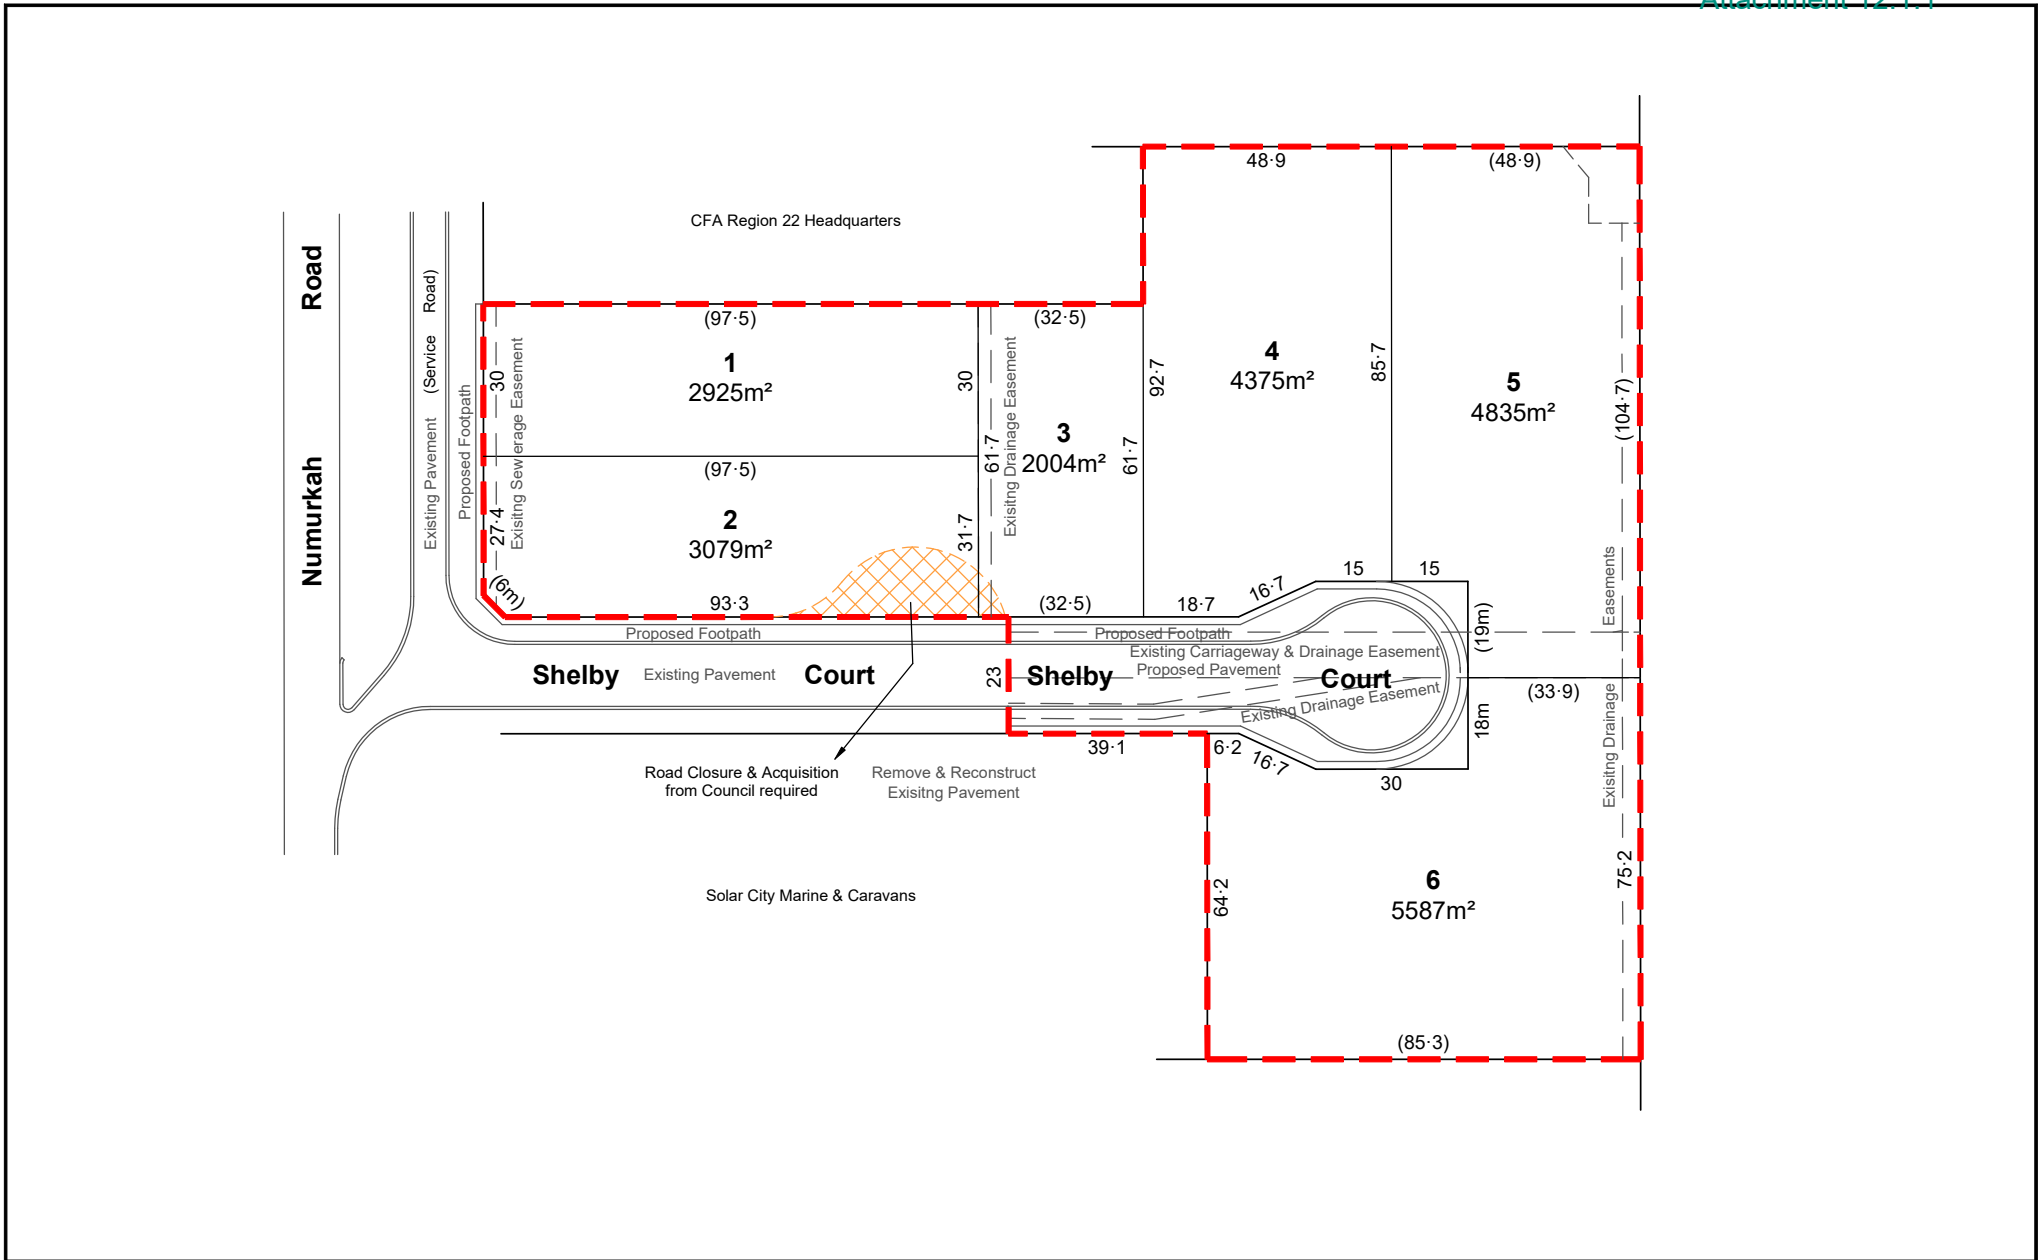 Attachment 12.1.1
48·9
(48·9)
CFA Region 22 Headquarters
Numurkah Road
Existing Pavement (Service Road)
Proposed Footpath
Exisitng Sewerage Easement
30
27·4
(6m)
(97·5)
1
2925m²
30
(97·5)
2
3079m²
31·7
93·3
(32·5)
61·7
Exisitng Drainage Easement
3
2004m²
61·7
92·7
(32·5)
4
4375m²
85·7
5
4835m²
(104·7)
18·7
16·7
15
15
(19m)
Easements
Exisitng Drainage
Proposed Footpath
Shelby Court
Existing Pavement
23
Proposed Footpath
Existing Carriageway & Drainage Easement
Proposed Pavement
Shelby Court
Existing Drainage Easement
(33·9)
18m
39·1
6·2
16·7
30
Road Closure & Acquisition
from Council required
Remove & Reconstruct
Exisitng Pavement
Solar City Marine & Caravans
64·2
6
5587m²
75·2
(85·3)